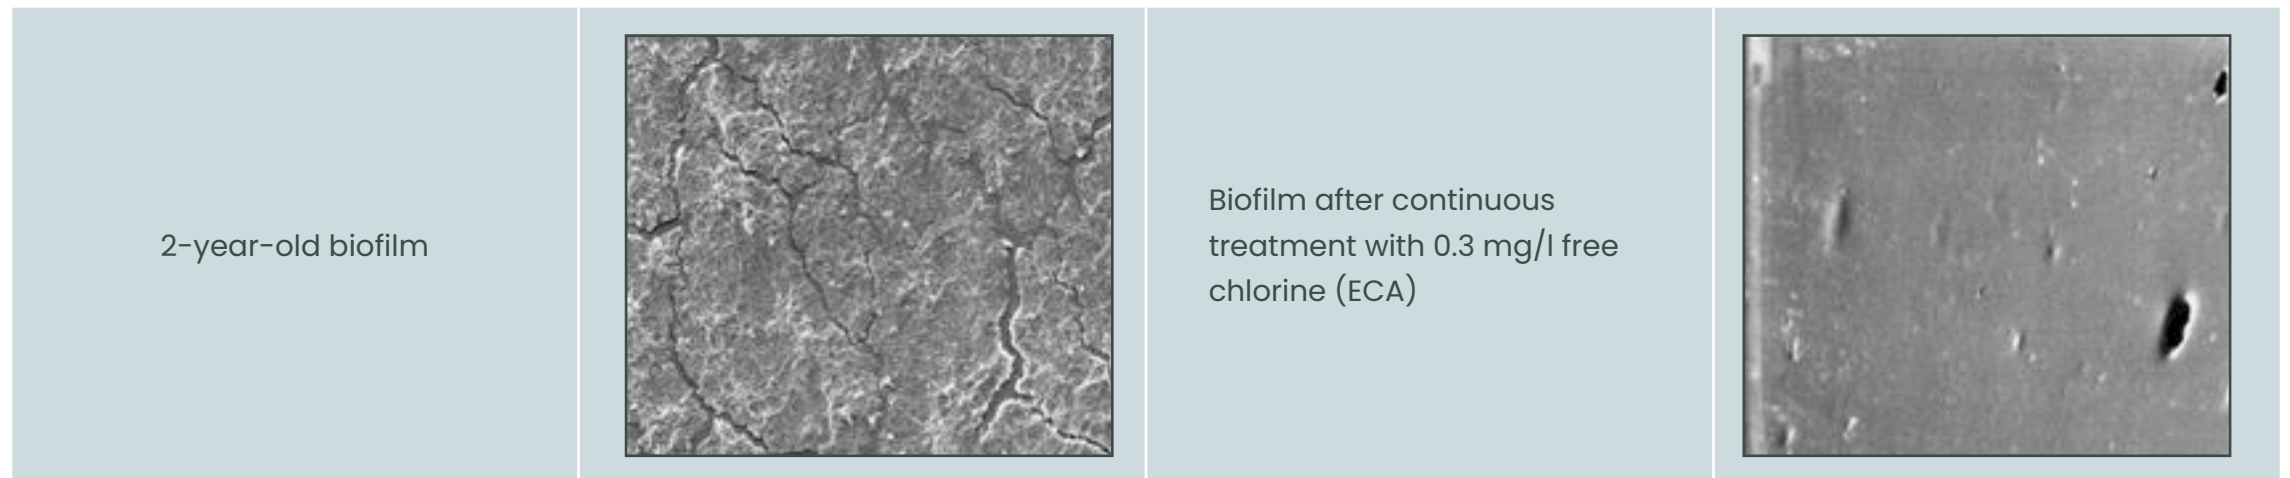 2-year-old biofilm
Biofilm after continuous
treatment with 0.3 mg/l free
chlorine (ECA)